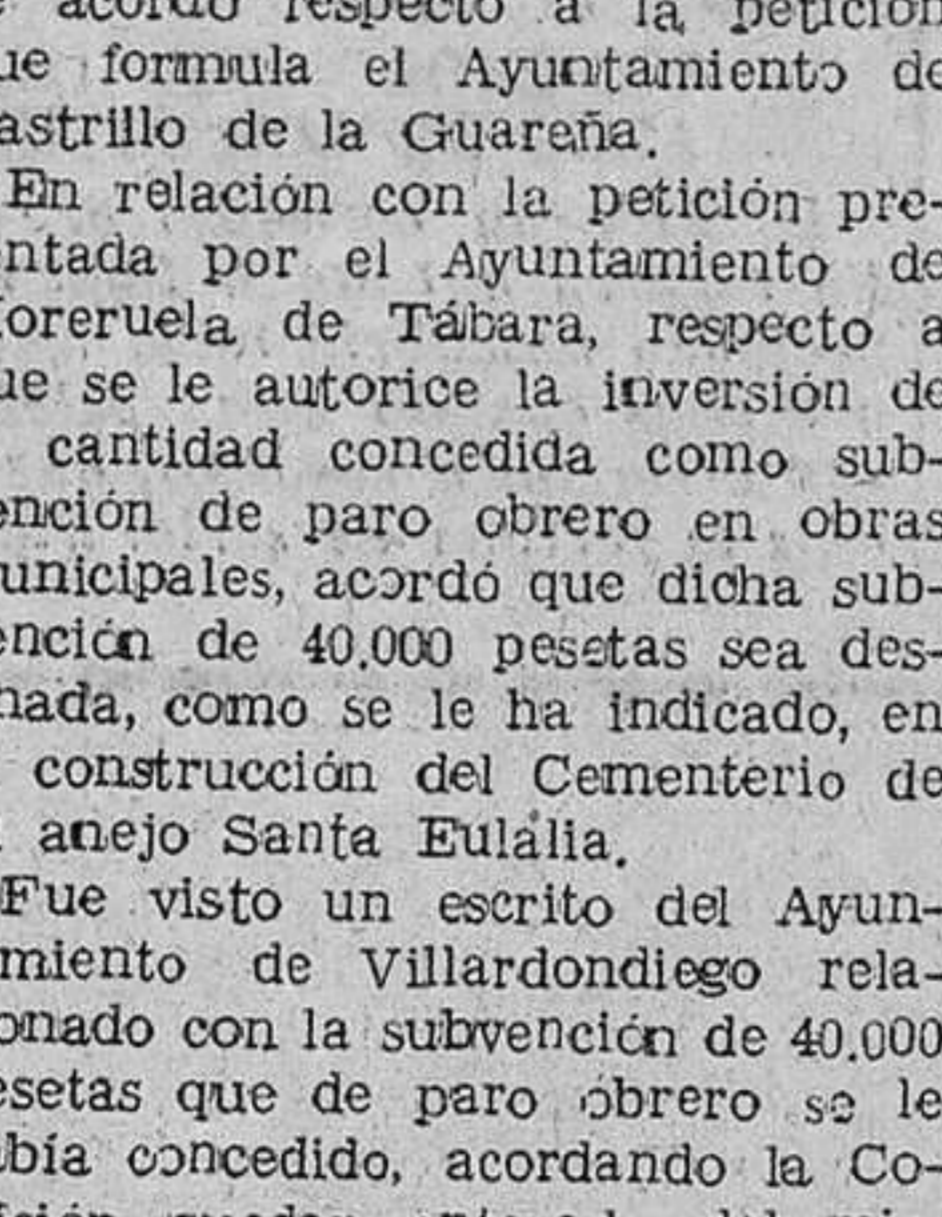 acordó respecto a la petición
ue formula el Ayuntamiento de
astrillo de la Guareña.
En relación con la petición pre-
ntada por el Ayuntamiento de
oreruela de Tábara, respecto a
ue se le autorice la inversión de
cantidad concedida como sub-
ención de paro obrero en obras
unicipales, acordó que dicha sub-
ención de 40.000 pesetas sea des-
nada, como se le ha indicado, en
construcción del Cementerio de
anejo Santa Eulalia.
Fue visto un escrito del Ayun-
miento de Villardondiego rela-
onado con la subvención de 40.000
esetas que de paro obrero se le
bía concedido, acordando la Co-